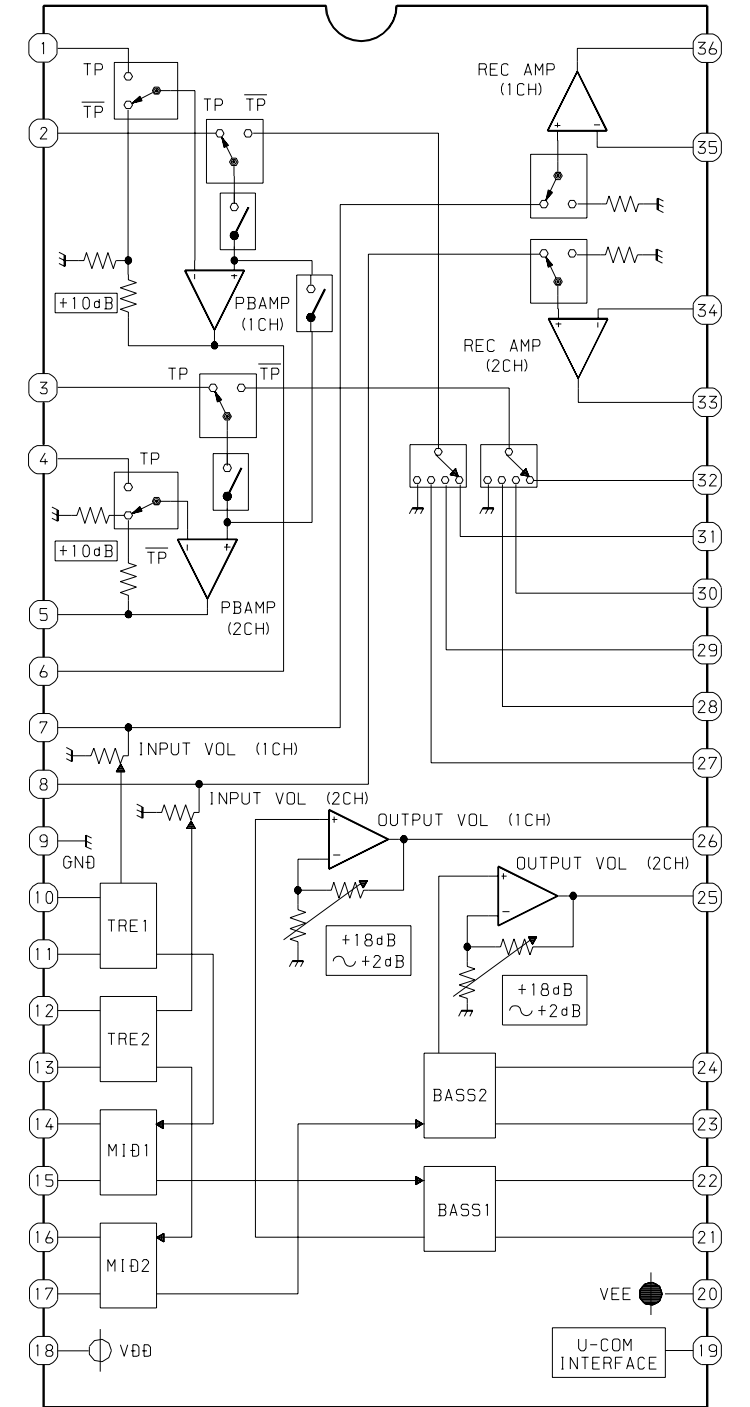 1
36
TP
REC AMP
(1CH)
TP
TP
TP
2
35
+10dB
PBAMP
(1CH)
34
REC AMP
(2CH)
3
TP
TP
33
4
TP
32
31
+10dB
TP
30
5
PBAMP
(2CH)
29
6
28
7
INPUT VOL (1CH)
27
8
INPUT VOL (2CH)
OUTPUT VOL (1CH)
9
26
GND
OUTPUT VOL (2CH)
10
25
TRE1
+18dB
～+2dB
11
+18dB
～+2dB
12
TRE2
13
24
BASS2
14
23
MID1
15
22
BASS1
16
21
MID2
17
VEE
20
18
VDD
U-COM
INTERFACE
19